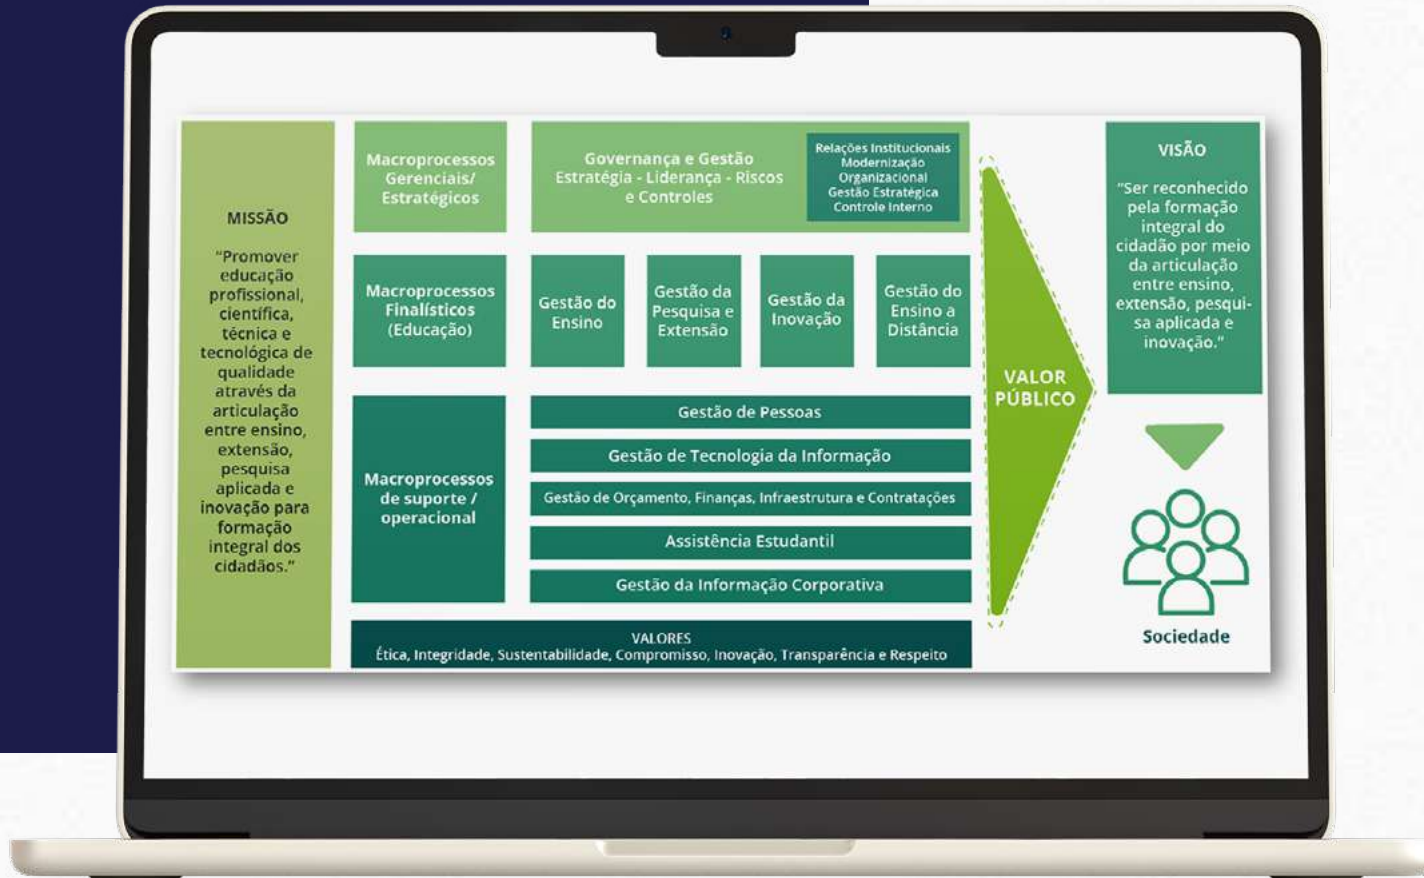 MISSÃO
"Promover
educação
profissional,
científica,
técnica e
tecnológica de
qualidade
através da
articulação
entre ensino,
extensão,
pesquisa
aplicada e
inovação para
formação
integral dos
cidadãos."
Macroprocessos
Gerenciais/
Estratégicos
Governança e Gestão
Estratégia - Liderança - Riscos
e Controles
Relações Institucionais
Modernização
Organizacional
Gestão Estratégica
Controle Interno
Macroprocessos
Finalísticos
(Educação)
Gestão do
Ensino
Gestão da
Pesquisa e
Extensão
Gestão da
Inovação
Gestão do
Ensino a
Distância
Macroprocessos
de suporte /
operacional
Gestão de Pessoas
Gestão de Tecnologia da Informação
Gestão de Orçamento, Finanças, Infraestrutura e Contratações
Assistência Estudantil
Gestão da Informação Corporativa
VALORES
Ética, Integridade, Sustentabilidade, Compromisso, Inovação, Transparência e Respeito
VALOR
PÚBLICO
VISÃO
"Ser reconhecido
pela formação
integral do
cidadão por meio
da articulação
entre ensino,
extensão, pesqui-
sa aplicada e
inovação."
Sociedade